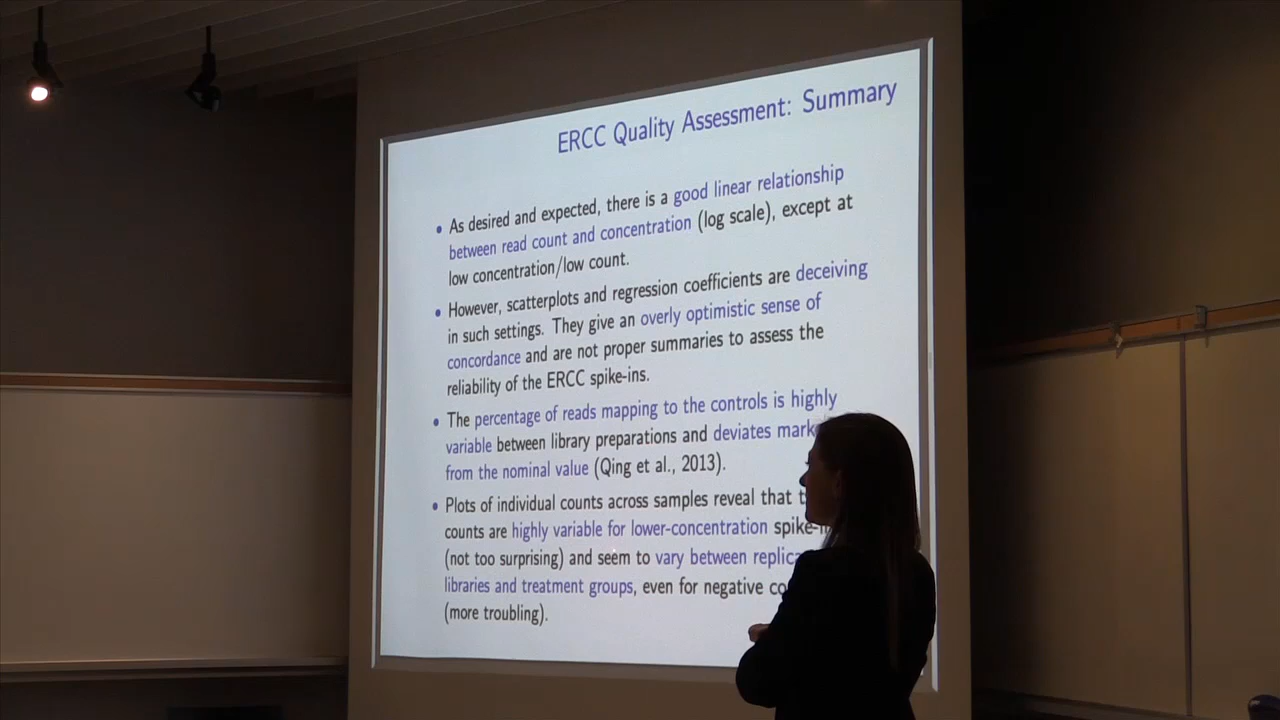 ERCC Quality Assessment: Summary
As desired and expected, there is a good linear relationship
between read count and concentration (log scale), except at
low concentration/low count.
However, scatterplots and regression coefficients are deceiving
in such settings. They give an overly optimistic sense of
concordance and are not proper summaries to assess the
reliability of the ERCC spike-ins.
The percentage of reads mapping to the controls is highly
variable between library preparations and deviates
from the nominal value (Qing et al., 2013).
Plots of individual counts across samples reveal that
counts are highly variable for lower-concentration
(not too surprising) and seem to vary between
libraries and treatment groups, even for negative
(more troubling).